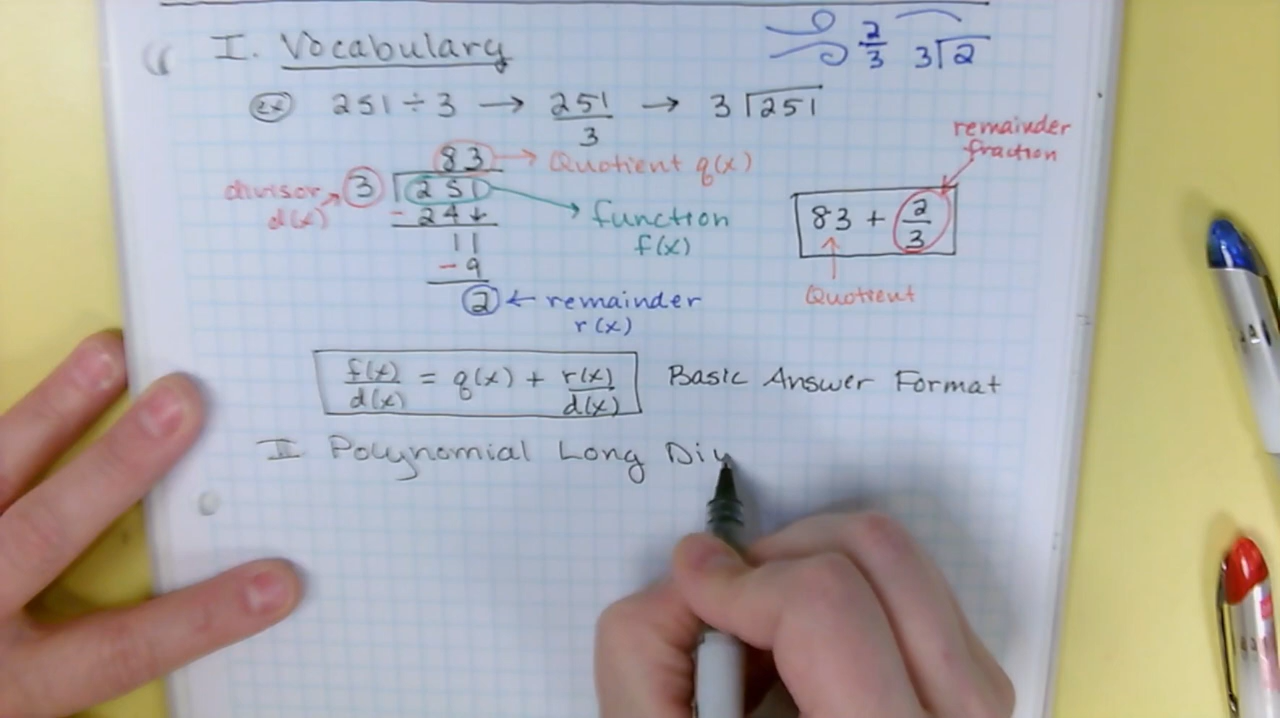 I. Vocabulary
2/3 3⟌2
ex 251 ÷ 3 → 251/3 → 3⟌251
remainder
fraction
83 → Quotient q(x)
divisor → 3⟌251 → function
d(x) - 24↓ f(x)
11
- 9
2 ← remainder
r(x)
83 + 2/3
Quotient
f(x)/d(x) = q(x) + r(x)/d(x) Basic Answer Format
II Polynomial Long Div